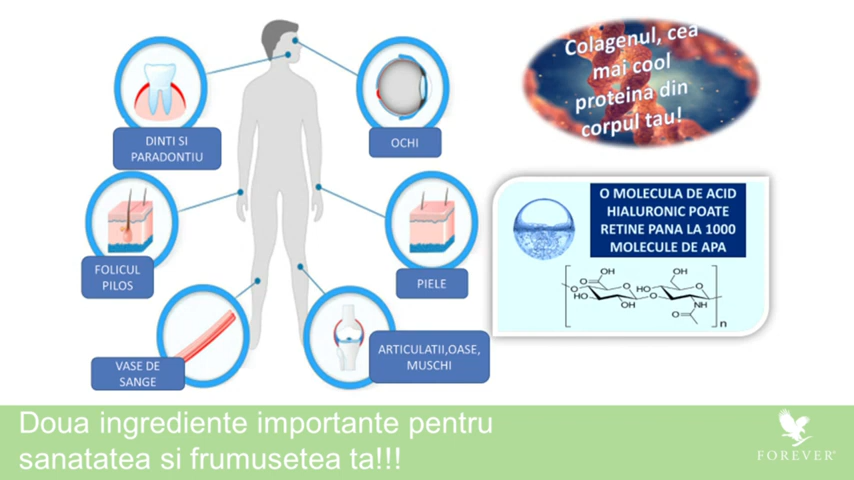 Colagenul, cea
mai cool
proteina din
corpul tau!
DINTI SI
PARADONTIU
OCHI
O MOLECULA DE ACID
HIALURONIC POATE
RETINE PANA LA 1000
MOLECULE DE APA
FOLICUL
PILOS
PIELE
OH
O
O
HO
OH
O
HO
OH
O
O
NH
O
n
VASE DE
SANGE
ARTICULATII,OASE,
MUSCHI
Doua ingrediente importante pentru
sanatatea si frumusetea ta!!!
FOREVER®